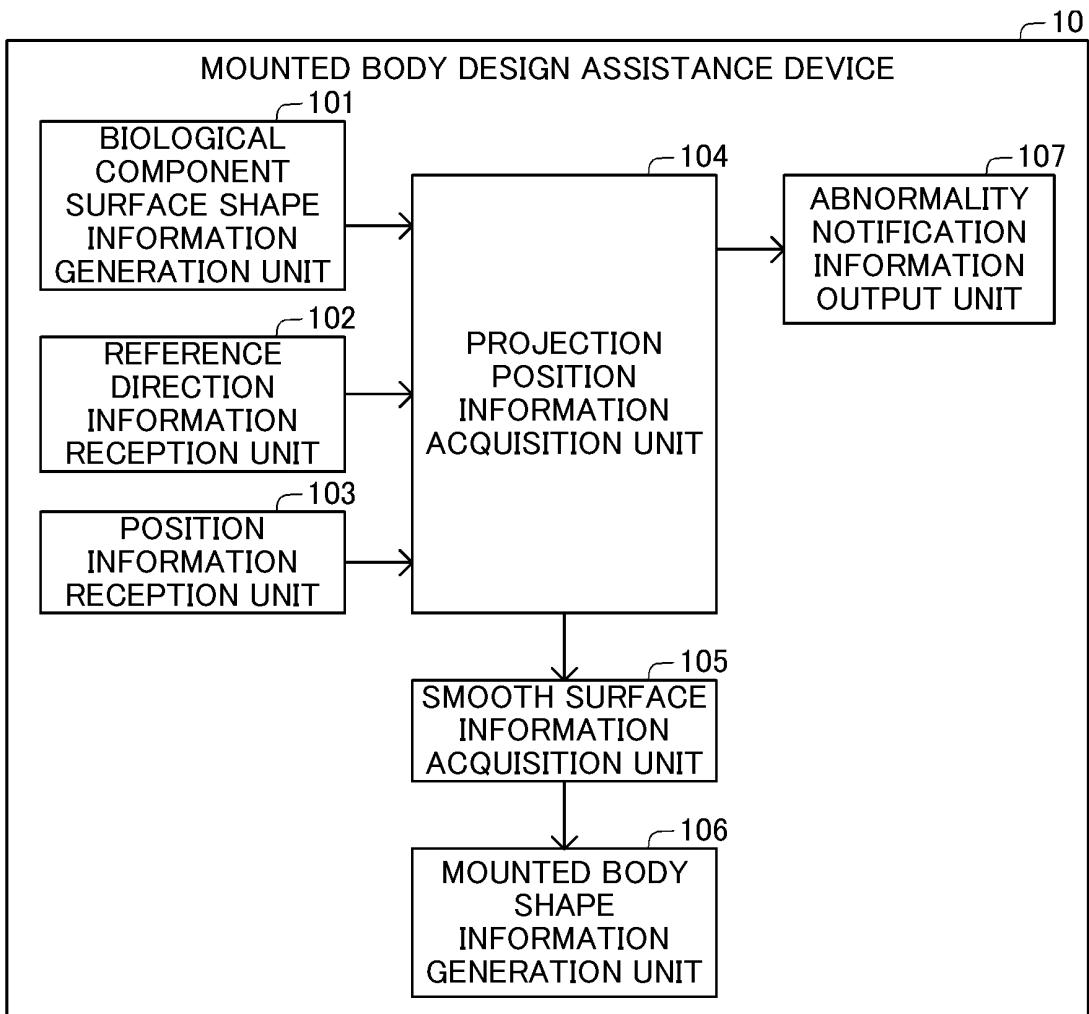 10
MOUNTED BODY DESIGN ASSISTANCE DEVICE
101
BIOLOGICAL
COMPONENT
SURFACE SHAPE
INFORMATION
GENERATION UNIT
102
REFERENCE
DIRECTION
INFORMATION
RECEPTION UNIT
103
POSITION
INFORMATION
RECEPTION UNIT
104
PROJECTION
POSITION
INFORMATION
ACQUISITION UNIT
107
ABNORMALITY
NOTIFICATION
INFORMATION
OUTPUT UNIT
105
SMOOTH SURFACE
INFORMATION
ACQUISITION UNIT
106
MOUNTED BODY
SHAPE
INFORMATION
GENERATION UNIT